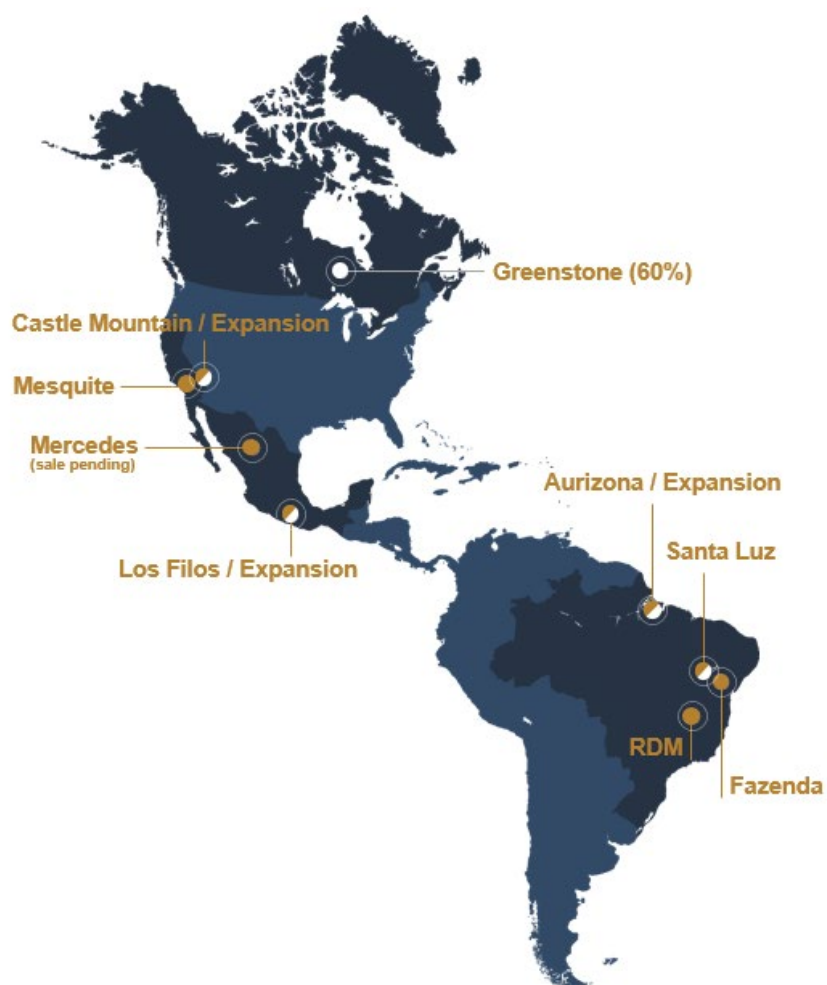 Greenstone (60%)
Castle Mountain / Expansion
Mesquite
Mercedes
(sale pending)
Aurizona / Expansion
Santa Luz
Los Filos / Expansion
RDM
Fazenda